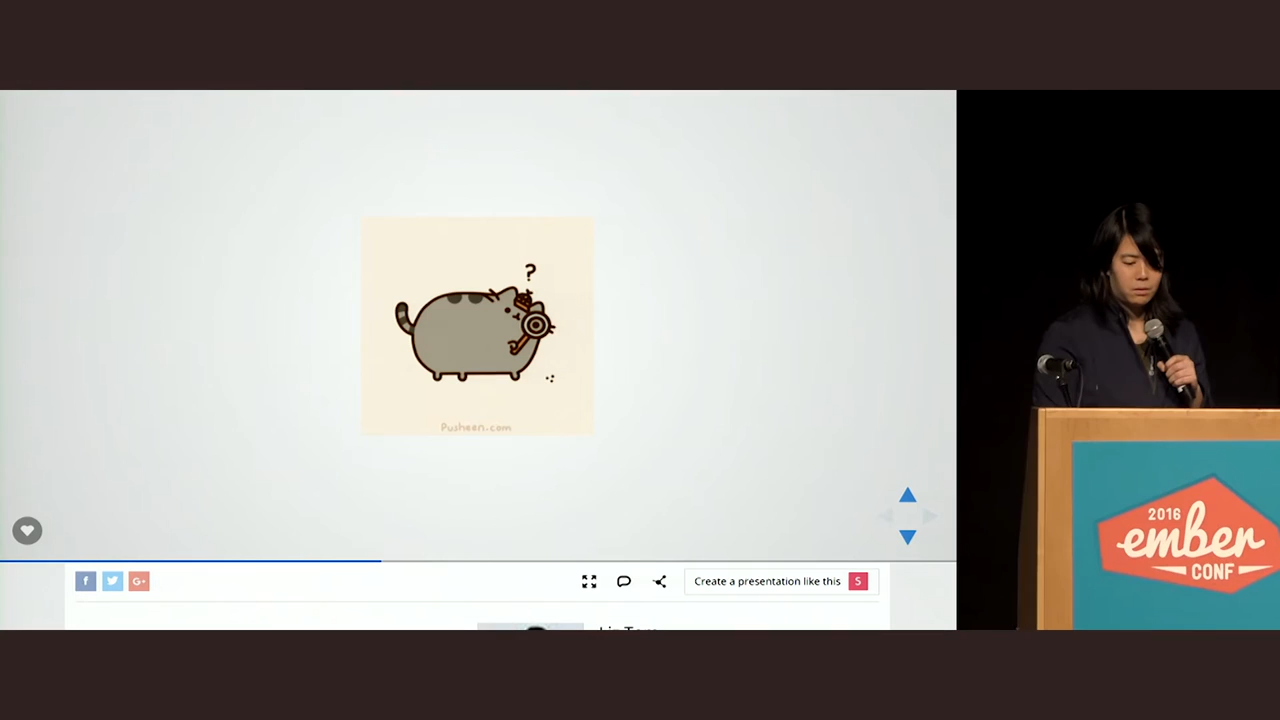 ?
Pusheen.com
f
G+
Create a presentation like this
S
2016
ember
CONF